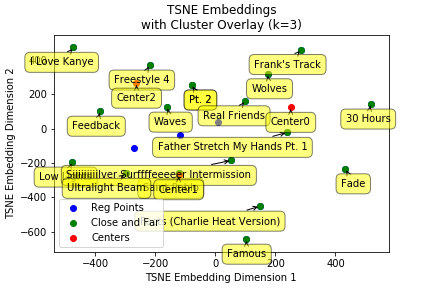 TSNE Embeddings
with Cluster Overlay (k=3)
TSNE Embedding Dimension 2
400
200
0
−200
−400
−600
I Love Kanye
Freestyle 4
Center2
Pt. 2
Frank's Track
Wolves
Real Friends
Center0
30 Hours
Feedback
Waves
Father Stretch My Hands Pt. 1
Low
Siiiiiiiiilver Surffffeeeeer Intermission
Ultralight Beam
Center1
Fade
(Charlie Heat Version)
Famous
Reg Points
Close and Far
Centers
−400
−200
0
200
400
TSNE Embedding Dimension 1